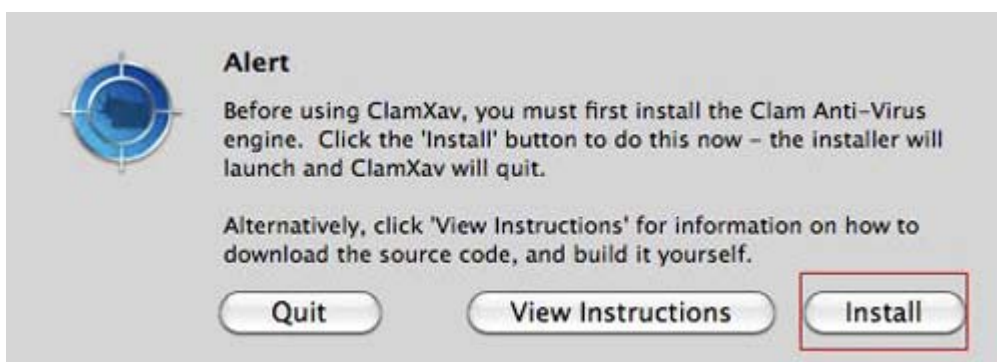 Alert
Before using ClamXav, you must first install the Clam Anti-Virus
engine. Click the 'Install' button to do this now – the installer will
launch and ClamXav will quit.
Alternatively, click 'View Instructions' for information on how to
download the source code, and build it yourself.
Quit View Instructions Install